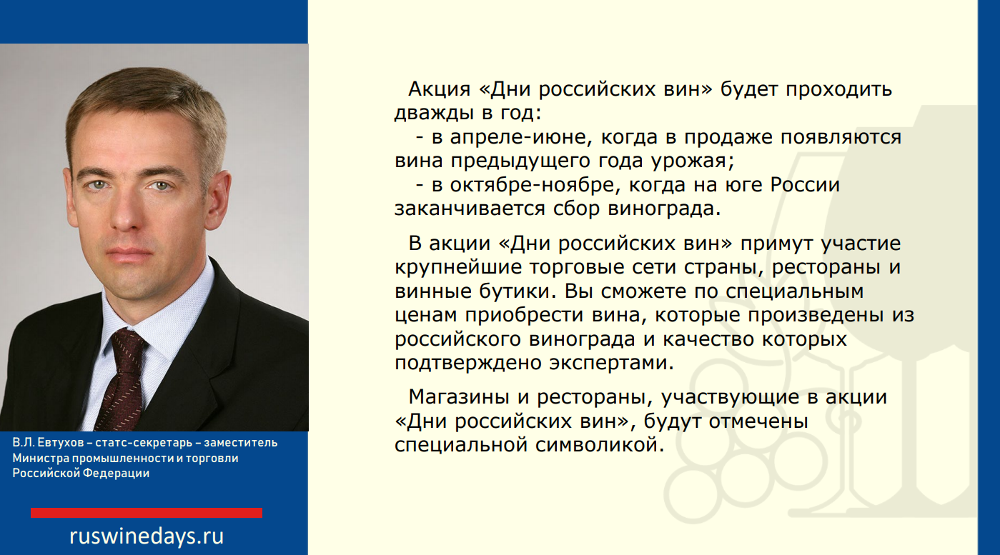 Акция «Дни российских вин» будет проходить
дважды в год:
- в апреле-июне, когда в продаже появляются
вина предыдущего года урожая;
- в октябре-ноябре, когда на юге России
заканчивается сбор винограда.
В акции «Дни российских вин» примут участие
крупнейшие торговые сети страны, рестораны и
винные бутики. Вы сможете по специальным
ценам приобрести вина, которые произведены из
российского винограда и качество которых
подтверждено экспертами.
Магазины и рестораны, участвующие в акции
«Дни российских вин», будут отмечены
специальной символикой.
В.Л. Евтухов – статс-секретарь – заместитель
Министра промышленности и торговли
Российской Федерации
ruswinedays.ru